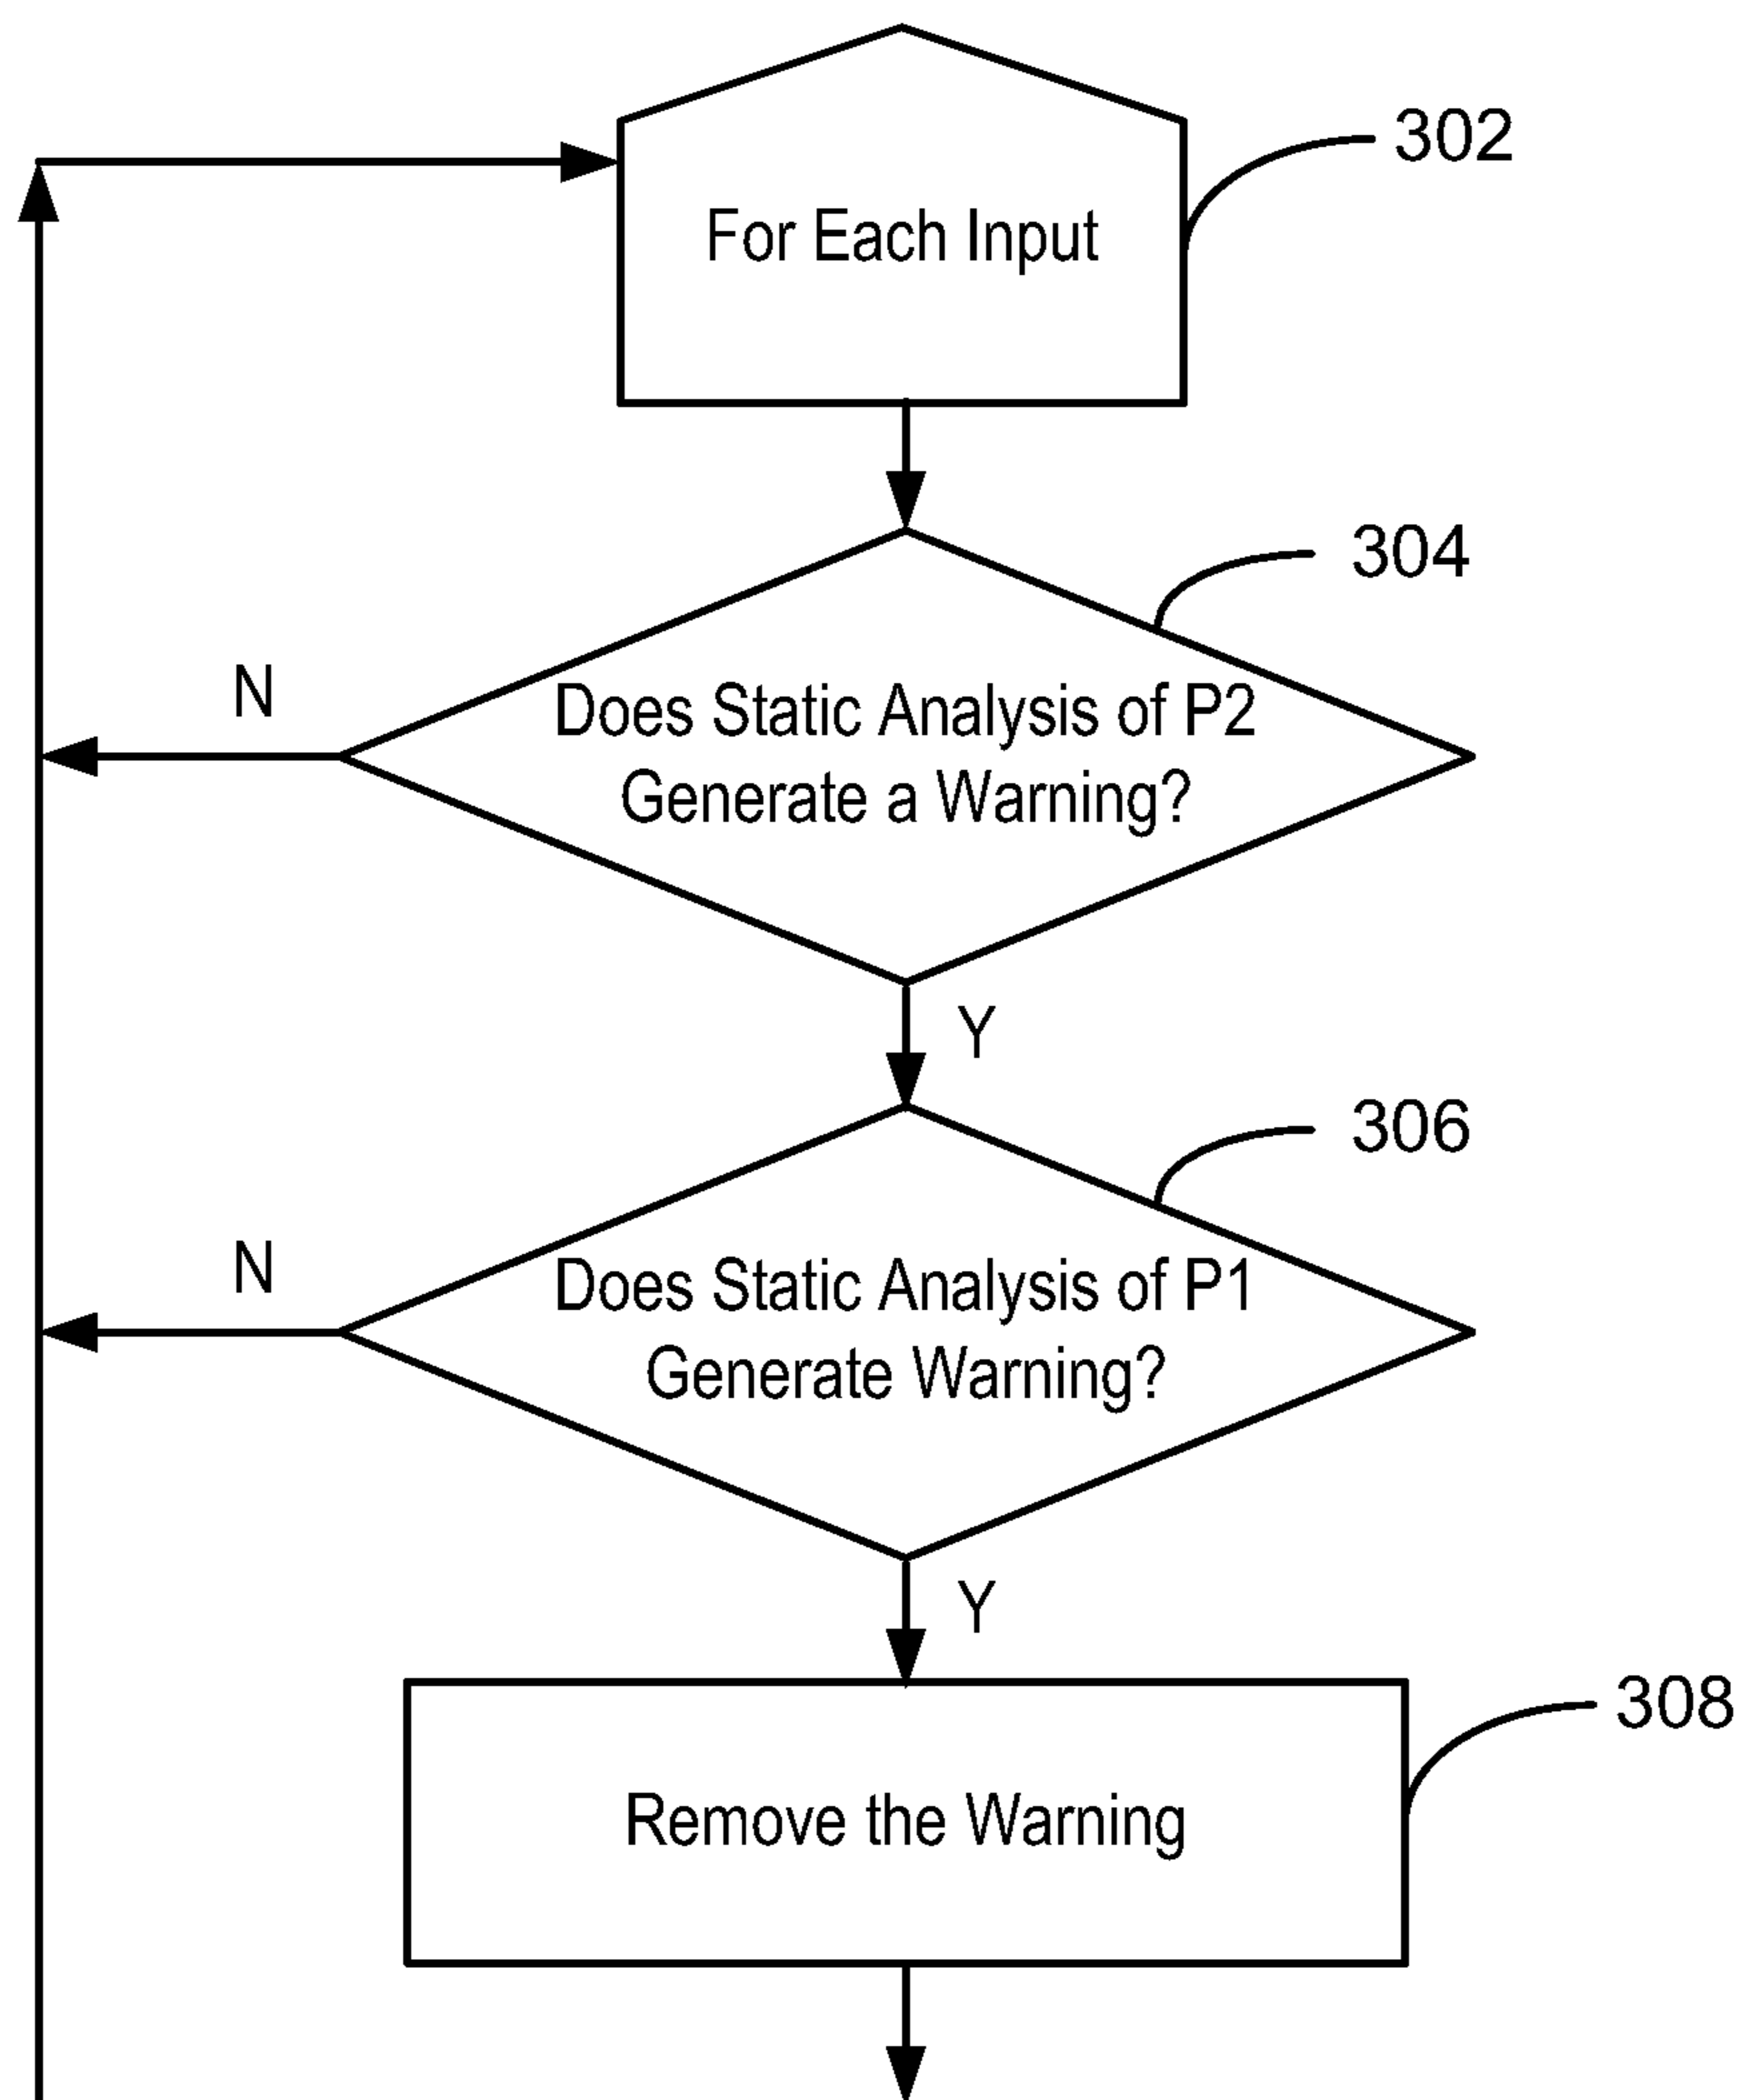 302
For Each Input
304
N
Does Static Analysis of P2
Generate a Warning?
Y
306
N
Does Static Analysis of P1
Generate Warning?
Y
308
Remove the Warning